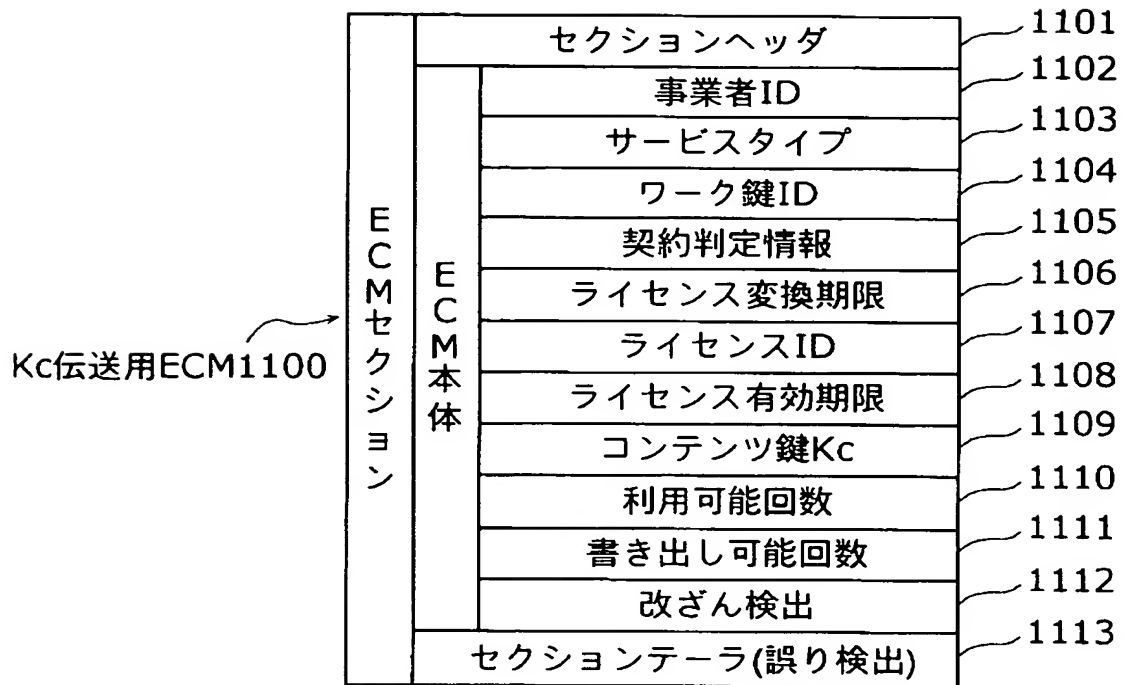 セクションヘッダ 1101
事業者ID 1102
サービスタイプ 1103
ワーク鍵ID 1104
契約判定情報 1105
ライセンス変換期限 1106
ライセンスID 1107
ライセンス有効期限 1108
コンテンツ鍵Kc 1109
利用可能回数 1110
書き出し可能回数 1111
改ざん検出 1112
セクションテーラ(誤り検出) 1113
ECMセクション
ECM本体
Kc伝送用ECM1100